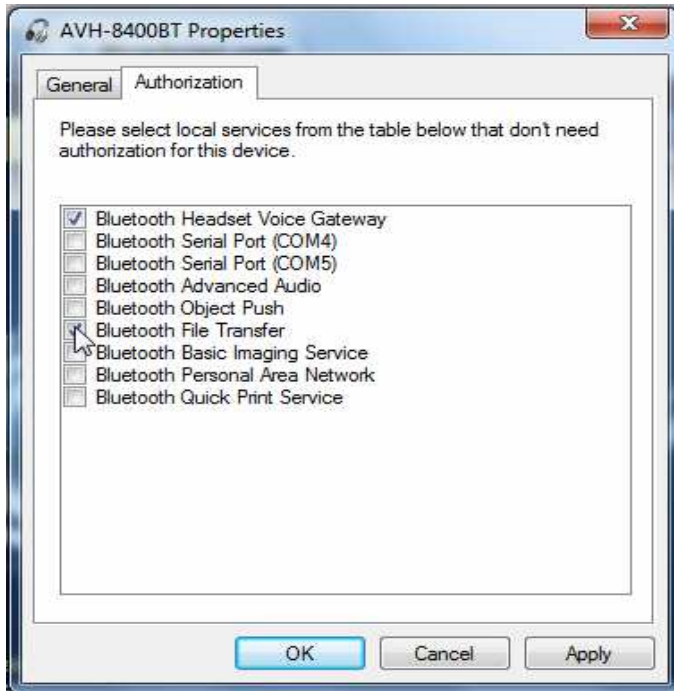 AVH-8400BT Properties
General
Authorization
Please select local services from the table below that don't need
authorization for this device.
Bluetooth Headset Voice Gateway
Bluetooth Serial Port (COM4)
Bluetooth Serial Port (COM5)
Bluetooth Advanced Audio
Bluetooth Object Push
Bluetooth File Transfer
Bluetooth Basic Imaging Service
Bluetooth Personal Area Network
Bluetooth Quick Print Service
OK
Cancel
Apply